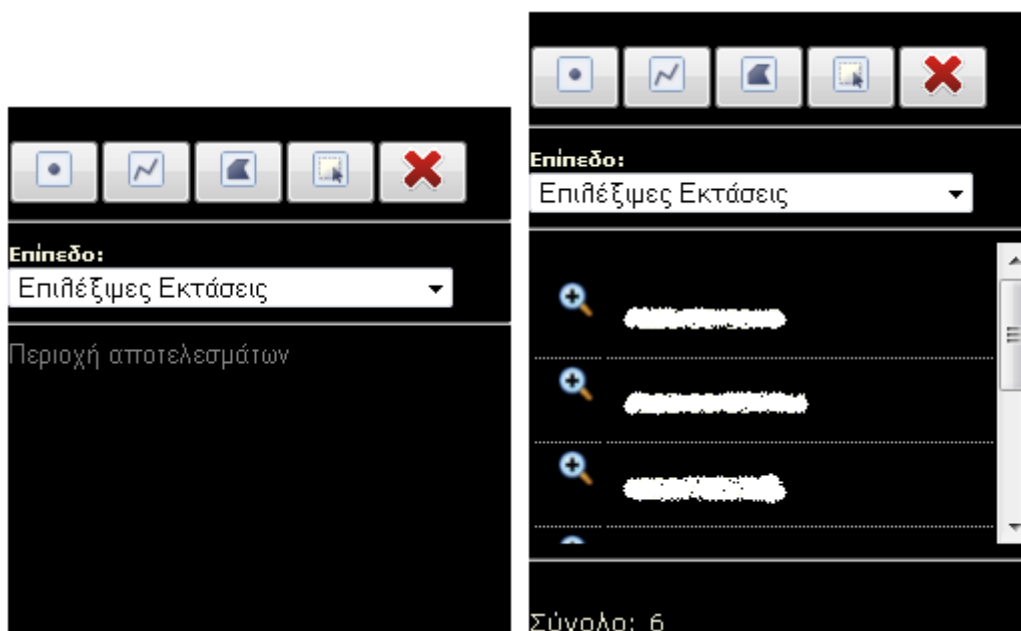 Επίπεδο:
Επιλέξιμες Εκτάσεις
Περιοχή αποτελεσμάτων
Επίπεδο:
Επιλέξιμες Εκτάσεις
Σύνολο: 6